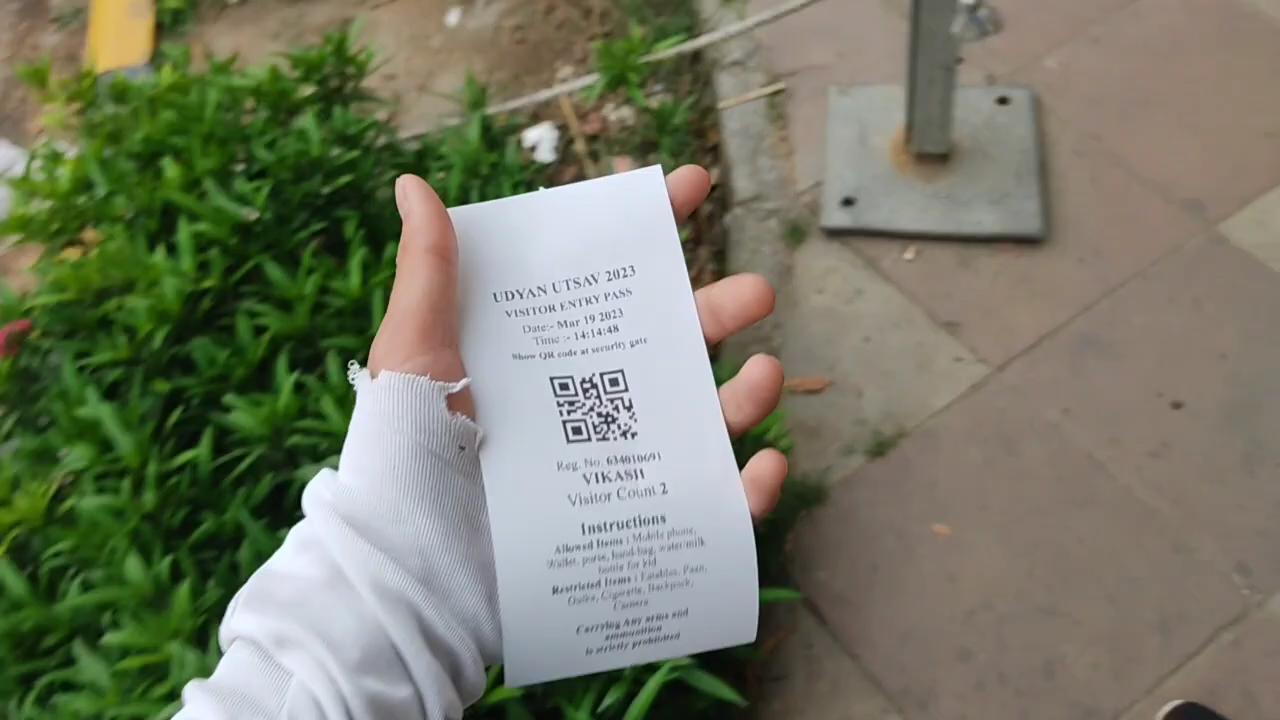 UDYAN UTSAV 2023
VISITOR ENTRY PASS
Date:- Mar 19 2023
Time :- 14:14:48
Show QR code at security gate
Reg. No. 634010691
VIKASH
Visitor Count 2
Instructions
Allowed Items : Mobile phone,
Wallet, purse, hand-bag, water/milk
bottle for kid
Restricted Items : Eatables, Paan,
Gutka, Cigarette, Backpack,
Camera
Carrying Any arms and
ammunition
is strictly prohibited